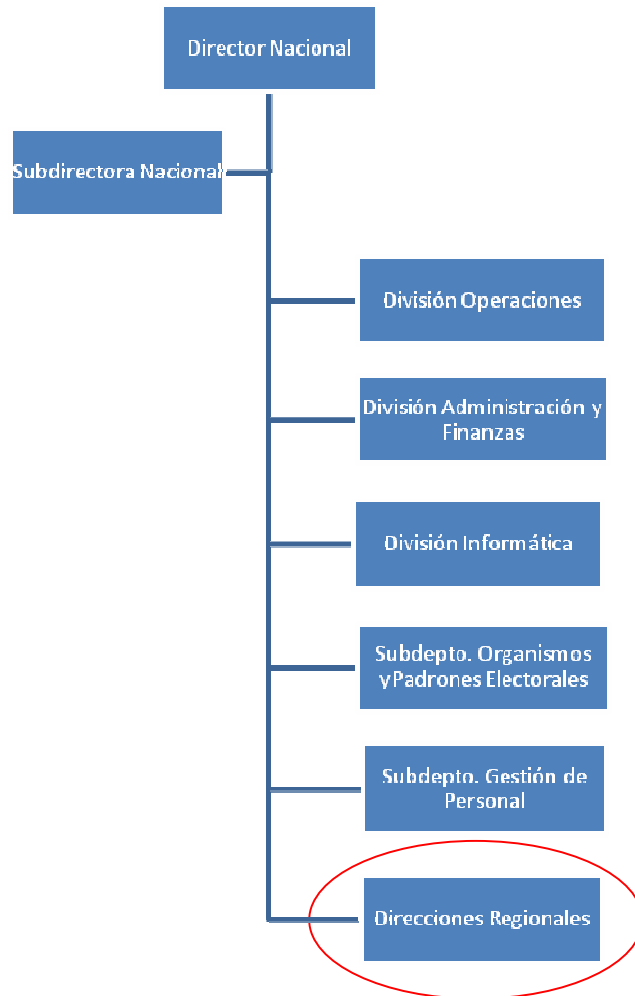 Director Nacional
Subdirectora Nacional
División Operaciones
División Administración y
Finanzas
División Informática
Subdepto. Organismos
y Padrones Electorales
Subdepto. Gestión de
Personal
Direcciones Regionales